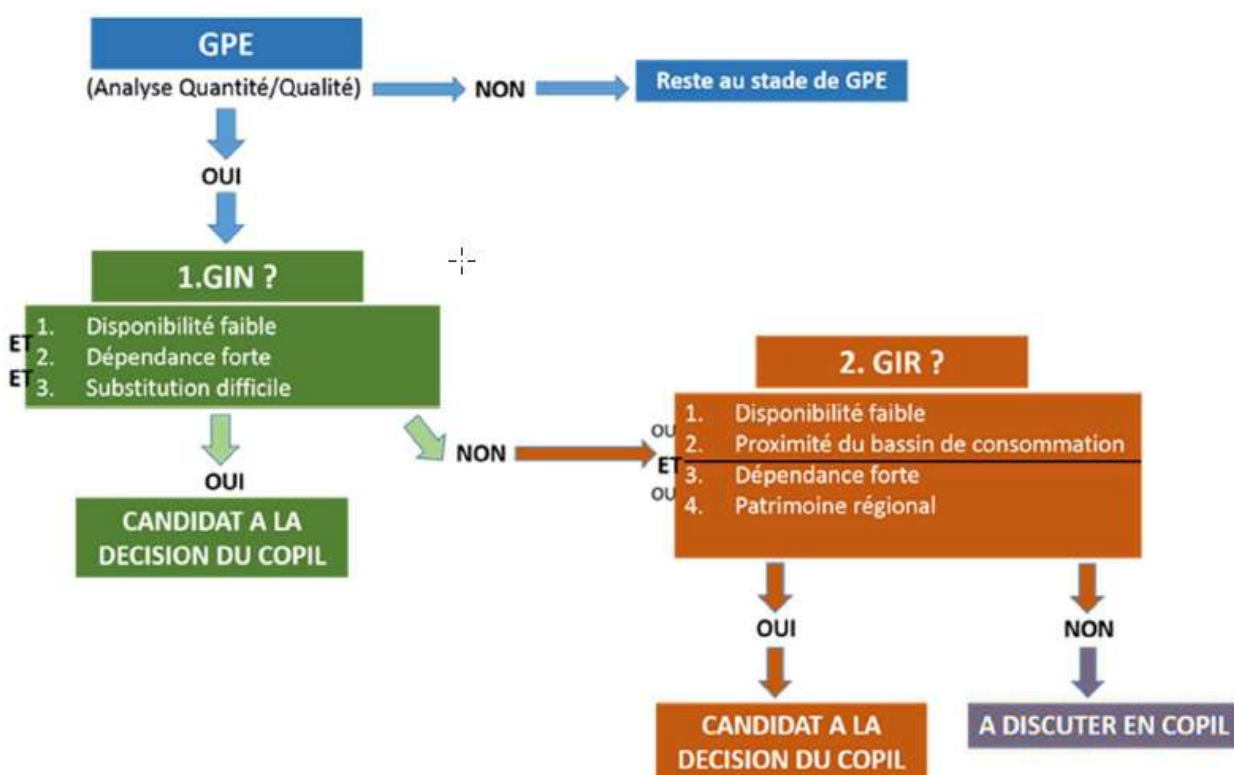 GPE
(Analyse Quantité/Qualité)
NON
Reste au stade de GPE
OUI
1.GIN ?
1. Disponibilité faible
ET
2. Dépendance forte
ET
3. Substitution difficile
OUI
NON
CANDIDAT A LA
DECISION DU COPIL
2. GIR ?
1. Disponibilité faible
OU
2. Proximité du bassin de consommation
ET
3. Dépendance forte
OU
4. Patrimoine régional
OUI
NON
CANDIDAT A LA
DECISION DU COPIL
A DISCUTER EN COPIL